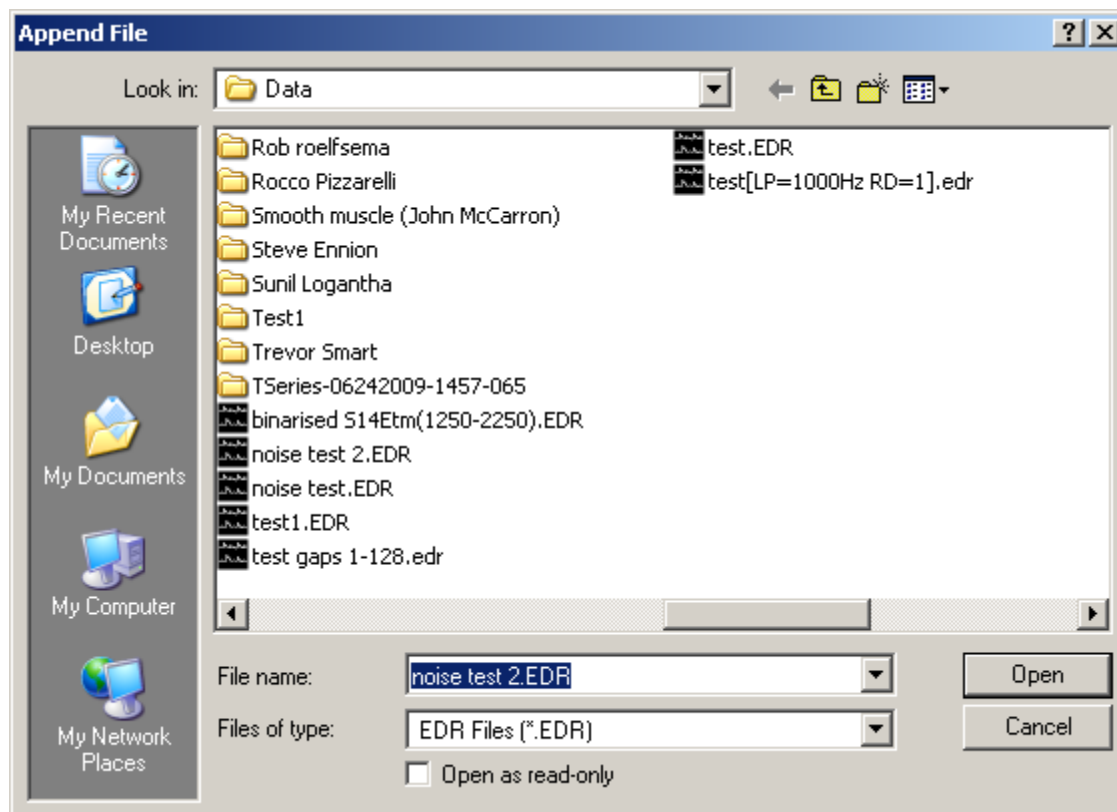 Append File
Look in: Data
My Recent
Documents
Desktop
My Documents
My Computer
My Network
Places
Rob roelfsema
Rocco Pizzarelli
Smooth muscle (John McCarron)
Steve Ennion
Sunil Logantha
Test1
Trevor Smart
TSeries-06242009-1457-065
binarised S14Etm(1250-2250).EDR
noise test 2.EDR
noise test.EDR
test1.EDR
test gaps 1-128.edr
test.EDR
test[LP=1000Hz RD=1].edr
File name: noise test 2.EDR Open
Files of type: EDR Files (*.EDR) Cancel
Open as read-only